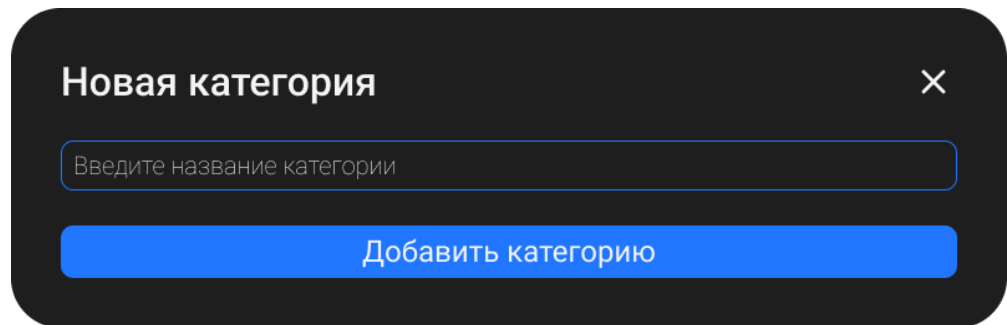 Новая категория
Введите название категории
Добавить категорию